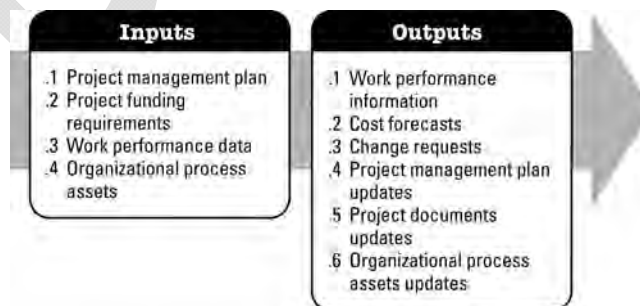 Inputs
.1 Project management plan
.2 Project funding
requirements
.3 Work performance data
.4 Organizational process
assets
Outputs
.1 Work performance
information
.2 Cost forecasts
.3 Change requests
.4 Project management plan
updates
.5 Project documents
updates
.6 Organizational process
assets updates